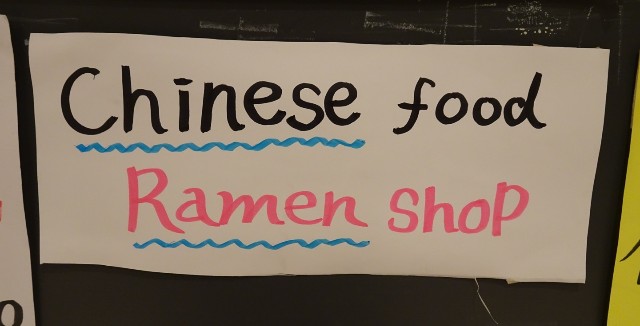 Chinese food
Ramen shop